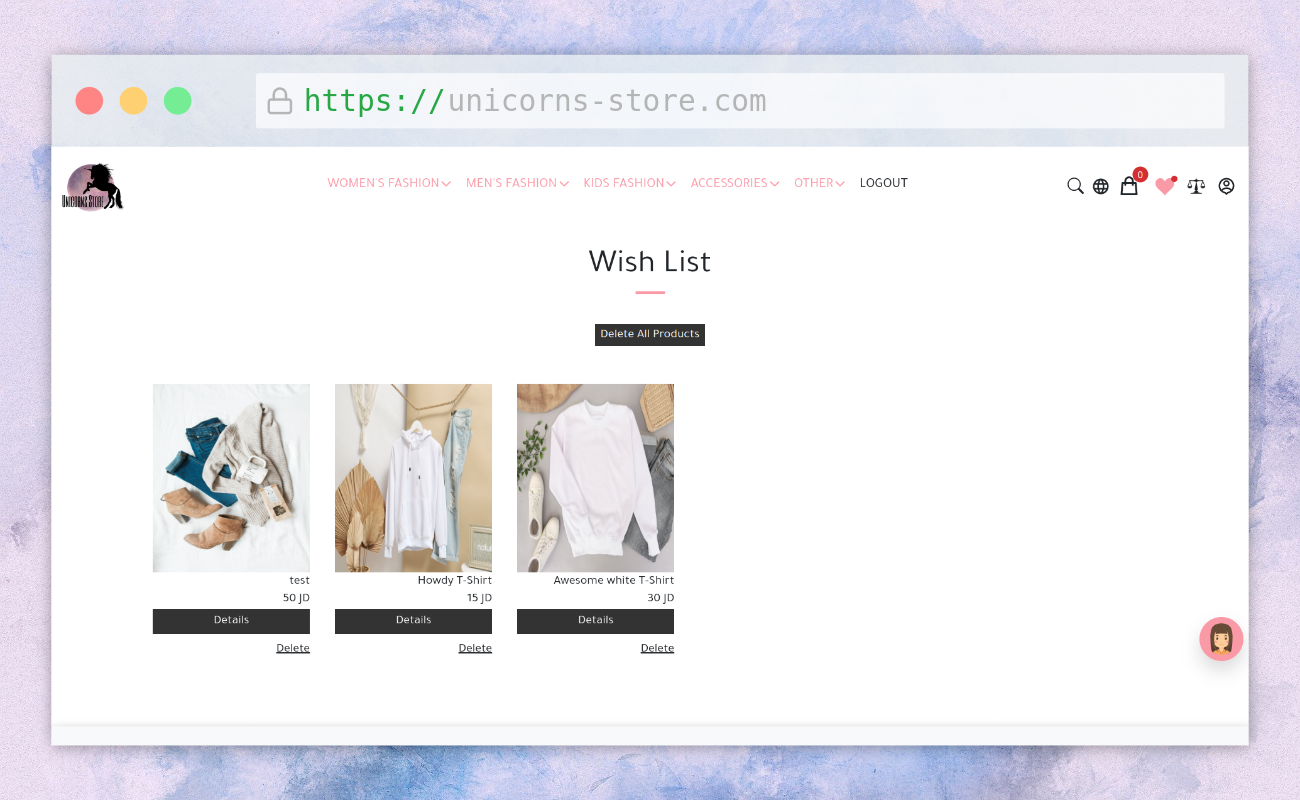 https://unicorns-store.com
UNICORNS STORE
WOMEN'S FASHION MEN'S FASHION KIDS FASHION ACCESSORIES OTHER LOGOUT
0
Wish List
Delete All Products
test
50 JD
Details
Delete
Howdy T-Shirt
15 JD
Details
Delete
Awesome white T-Shirt
30 JD
Details
Delete